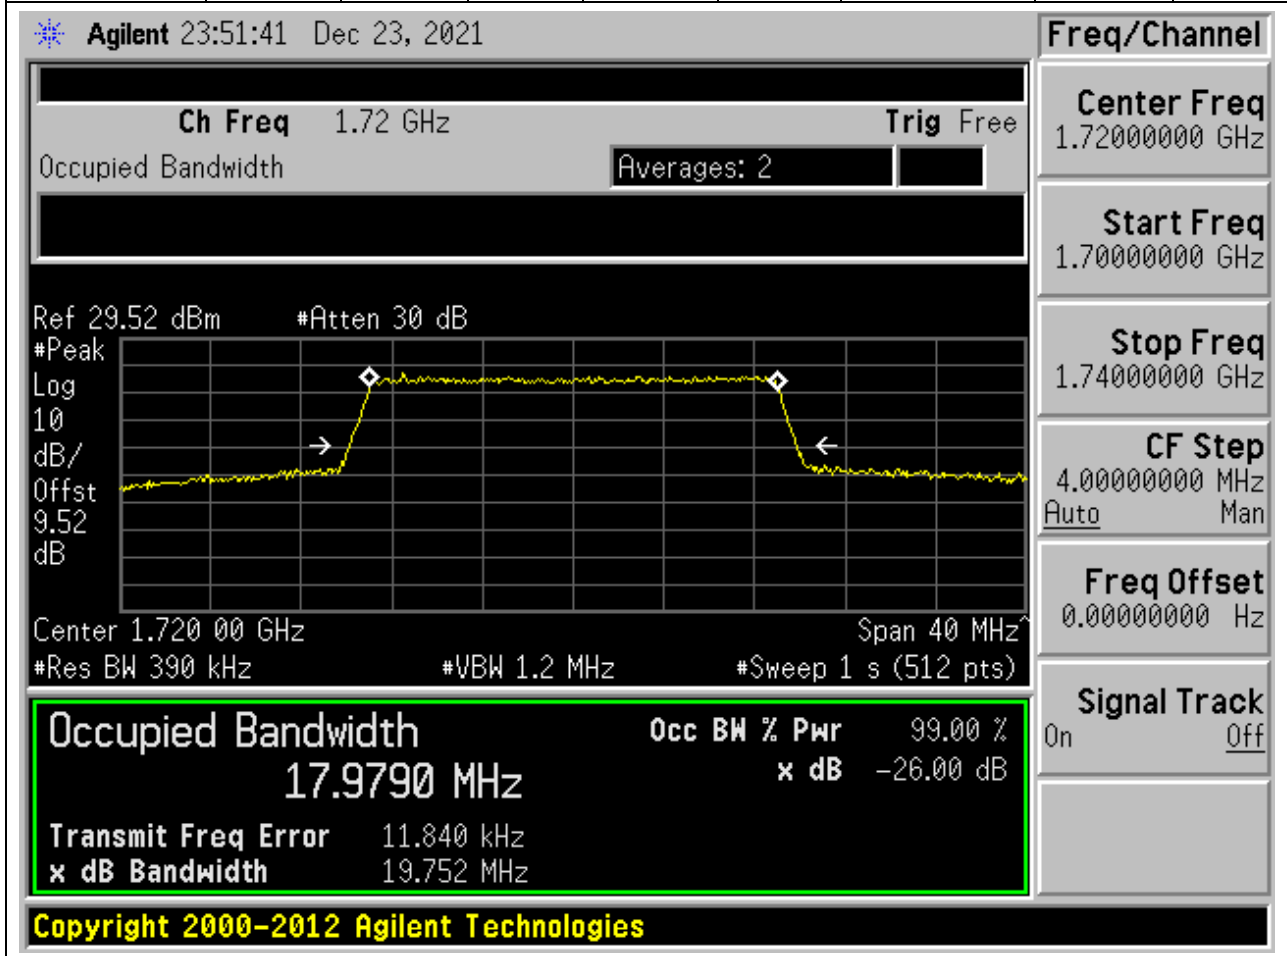 Agilent 23:51:41 Dec 23, 2021
Freq/Channel
Ch Freq 1.72 GHz Trig Free
Occupied Bandwidth Averages: 2
Center Freq
1.72000000 GHz
Start Freq
1.70000000 GHz
Stop Freq
1.74000000 GHz
CF Step
4.00000000 MHz
Auto Man
Freq Offset
0.00000000 Hz
Signal Track
On Off
Ref 29.52 dBm #Atten 30 dB
#Peak
Log
10
dB/
Offst
9.52
dB
Center 1.720 00 GHz Span 40 MHz^
#Res BW 390 kHz #VBW 1.2 MHz #Sweep 1 s (512 pts)
Occupied Bandwidth Occ BW % Pwr 99.00 %
17.9790 MHz x dB -26.00 dB
Transmit Freq Error 11.840 kHz
x dB Bandwidth 19.752 MHz
Copyright 2000-2012 Agilent Technologies